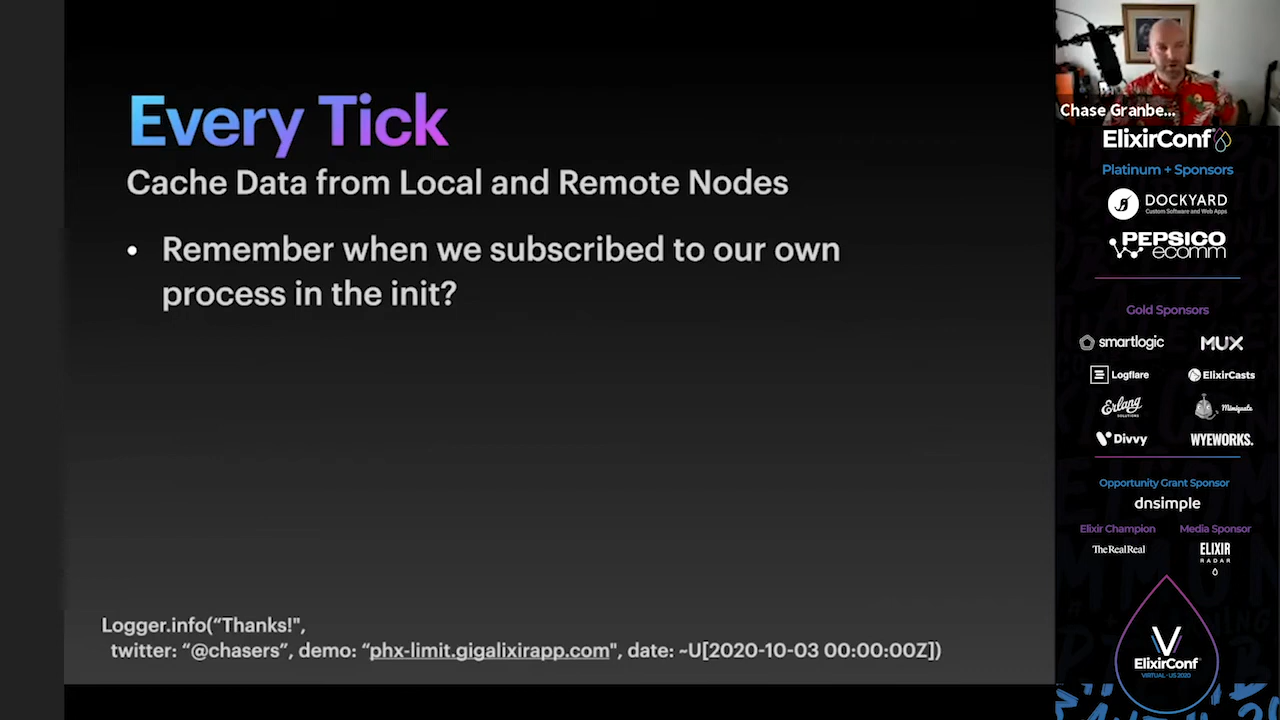 Every Tick
Cache Data from Local and Remote Nodes
• Remember when we subscribed to our own
process in the init?
Logger.info(“Thanks!",
twitter: “@chasers”, demo: “phx-limit.gigalixirapp.com", date: ~U[2020-10-03 00:00:00Z])
Chase Granbe...
ElixirConf
Platinum + Sponsors
DOCKYARD
Custom Software and Web Apps
PEPSICO
ecomm
Gold Sponsors
smartlogic
MUX
Logflare
ElixirCasts
Erlang
SOLUTIONS
Miniquads
Divvy
WYEWORKS.
Opportunity Grant Sponsor
dnsimple
Elixir Champion
Media Sponsor
The RealReal
ELIXIR
RADAR
ElixirConf
VIRTUAL · US 2020